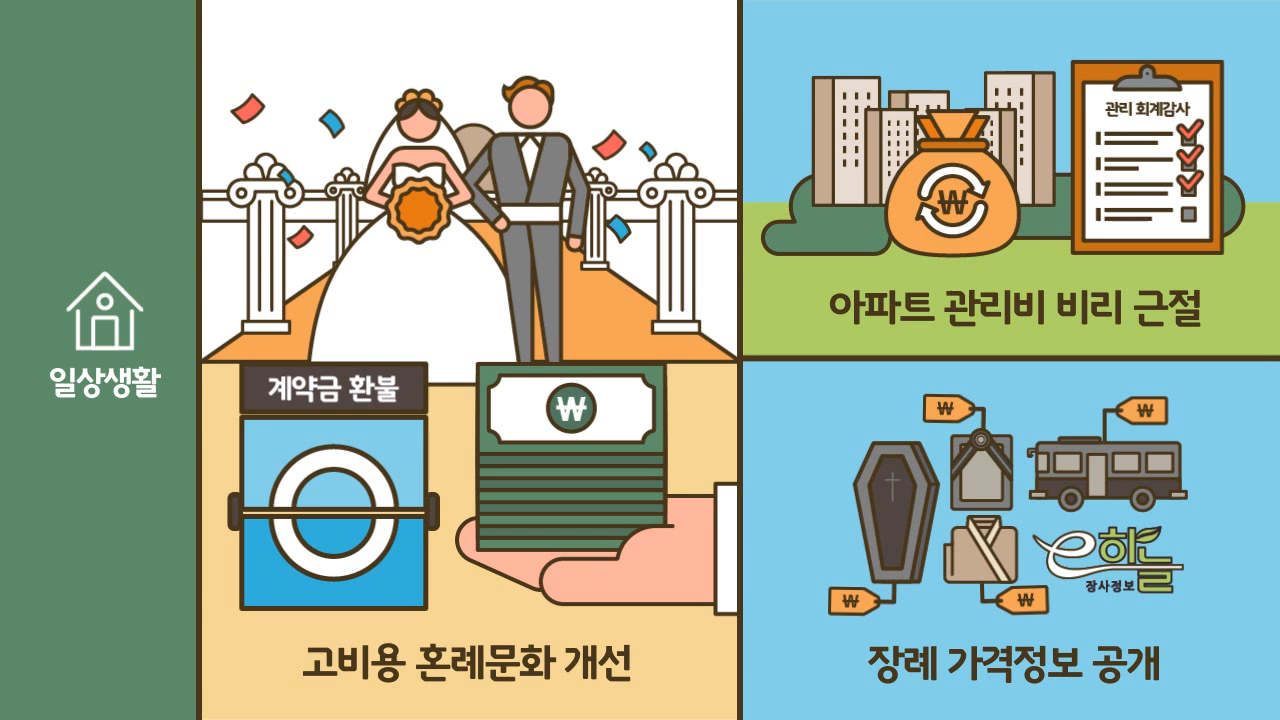 일상생활
계약금 환불
₩
고비용 혼례문화 개선
관리 회계감사
₩
아파트 관리비 비리 근절
₩
₩
e하늘
장사정보
₩
₩
장례 가격정보 공개